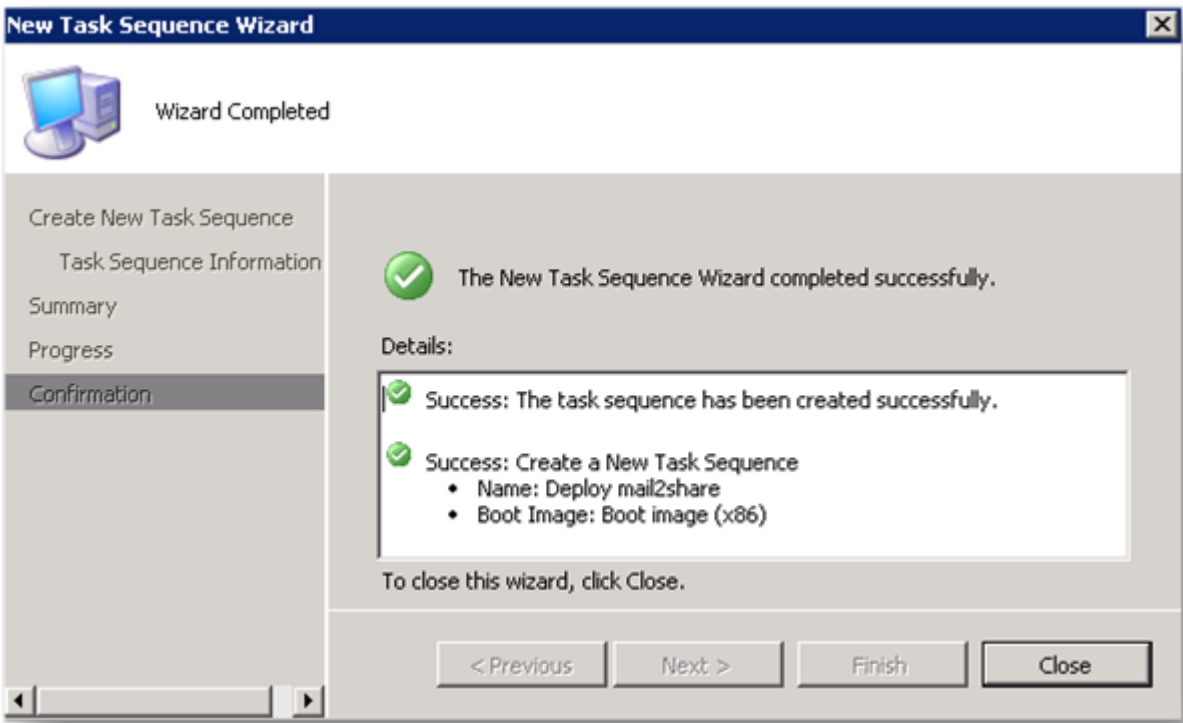 New Task Sequence Wizard
Wizard Completed
Create New Task Sequence
Task Sequence Information
Summary
Progress
Confirmation
The New Task Sequence Wizard completed successfully.
Details:
Success: The task sequence has been created successfully.
Success: Create a New Task Sequence
• Name: Deploy mail2share
• Boot Image: Boot image (x86)
To close this wizard, click Close.
< Previous
Next >
Finish
Close